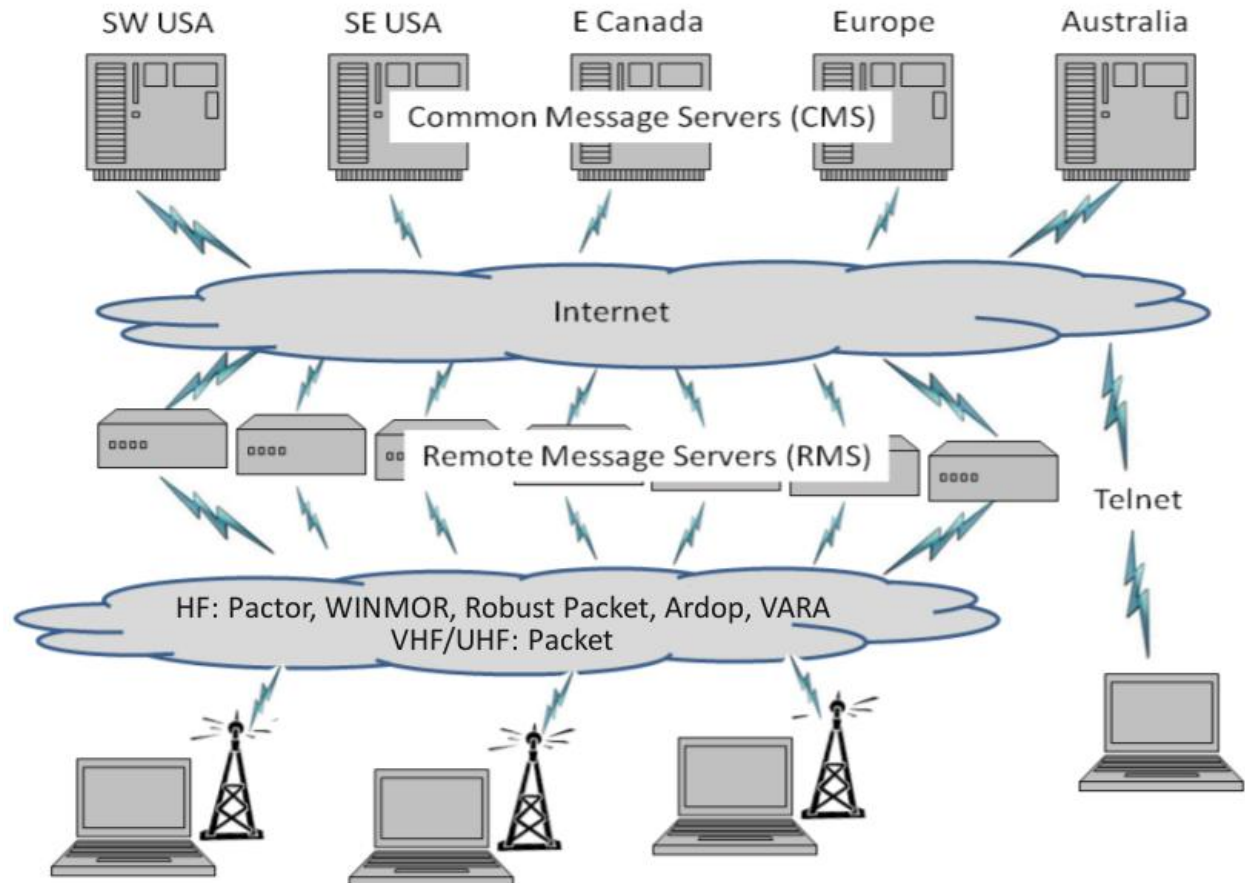 SW USA
SE USA
E Canada
Europe
Australia
Common Message Servers (CMS)
Internet
Remote Message Servers (RMS)
Telnet
HF: Pactor, WINMOR, Robust Packet, Ardop, VARA
VHF/UHF: Packet